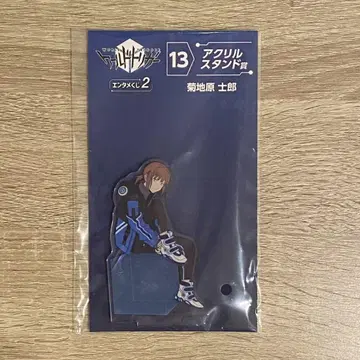 ワールドトリガー
エンタメくじ 2
13
アクリル
スタンド賞
菊地原 士郎